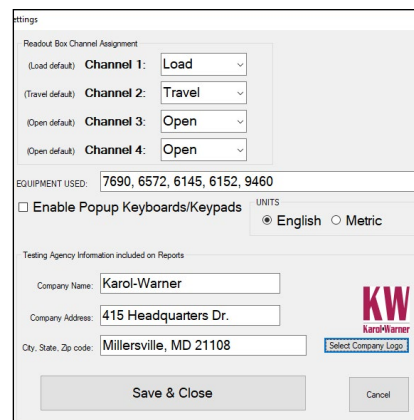 ettings
Readout Box Channel Assignment
(Load default) Channel 1: Load
(Travel default) Channel 2: Travel
(Open default) Channel 3: Open
(Open default) Channel 4: Open
EQUIPMENT USED: 7690, 6572, 6145, 6152, 9460
Enable Popup Keyboards/Keypads
UNITS
English Metric
Testing Agency Information included on Reports
Company Name: Karol-Warner
Company Address: 415 Headquarters Dr.
City, State, Zip code: Millersville, MD 21108
KW
Karol-Warner
Select Company Logo
Save & Close
Cancel